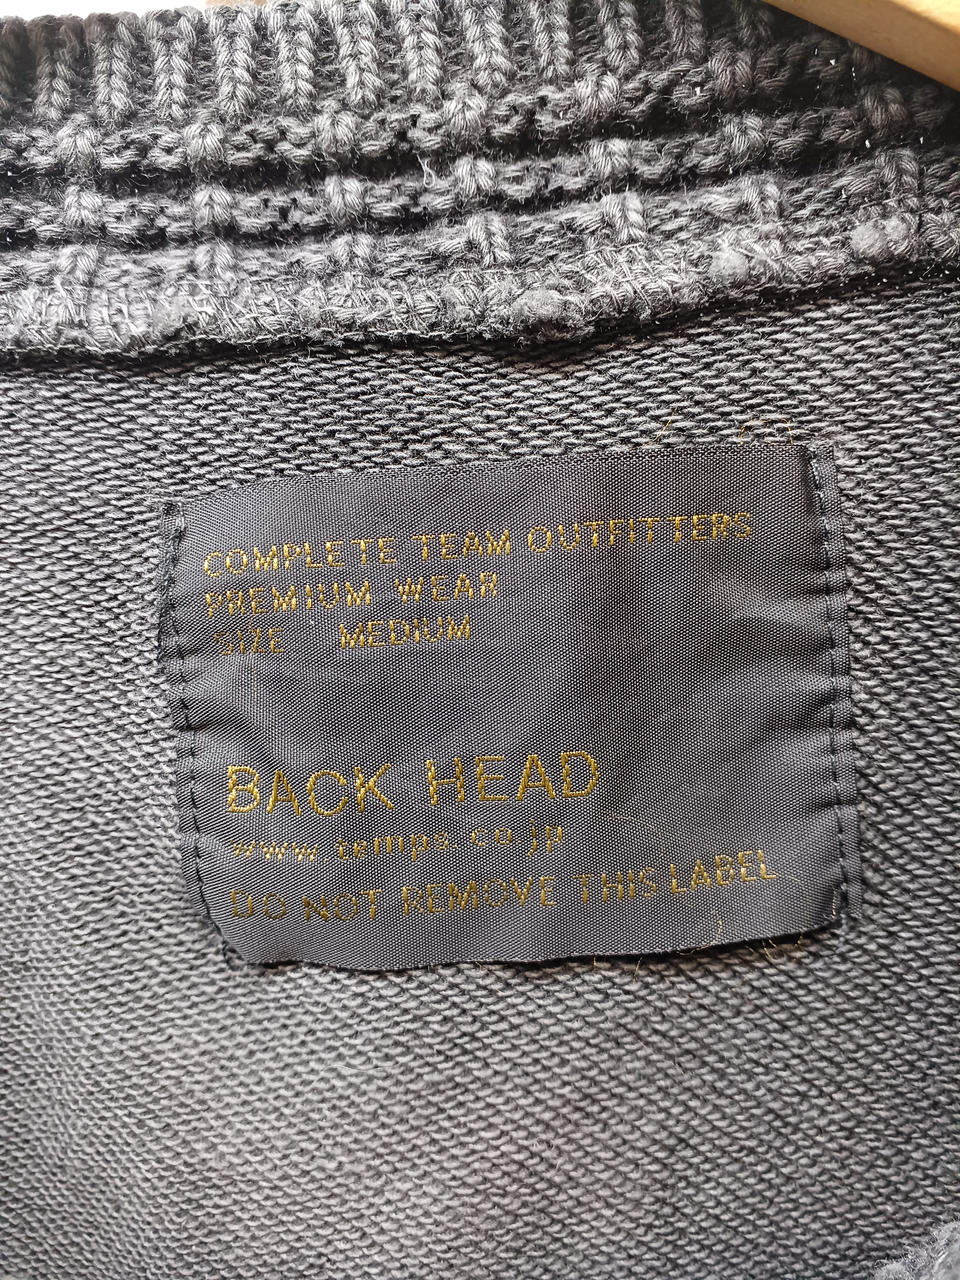 COMPLETE TEAM OUTFITTERS
PREMIUM WEAR
SIZE MEDIUM
BACK HEAD
www.temps.co.jp
DO NOT REMOVE THIS LABEL